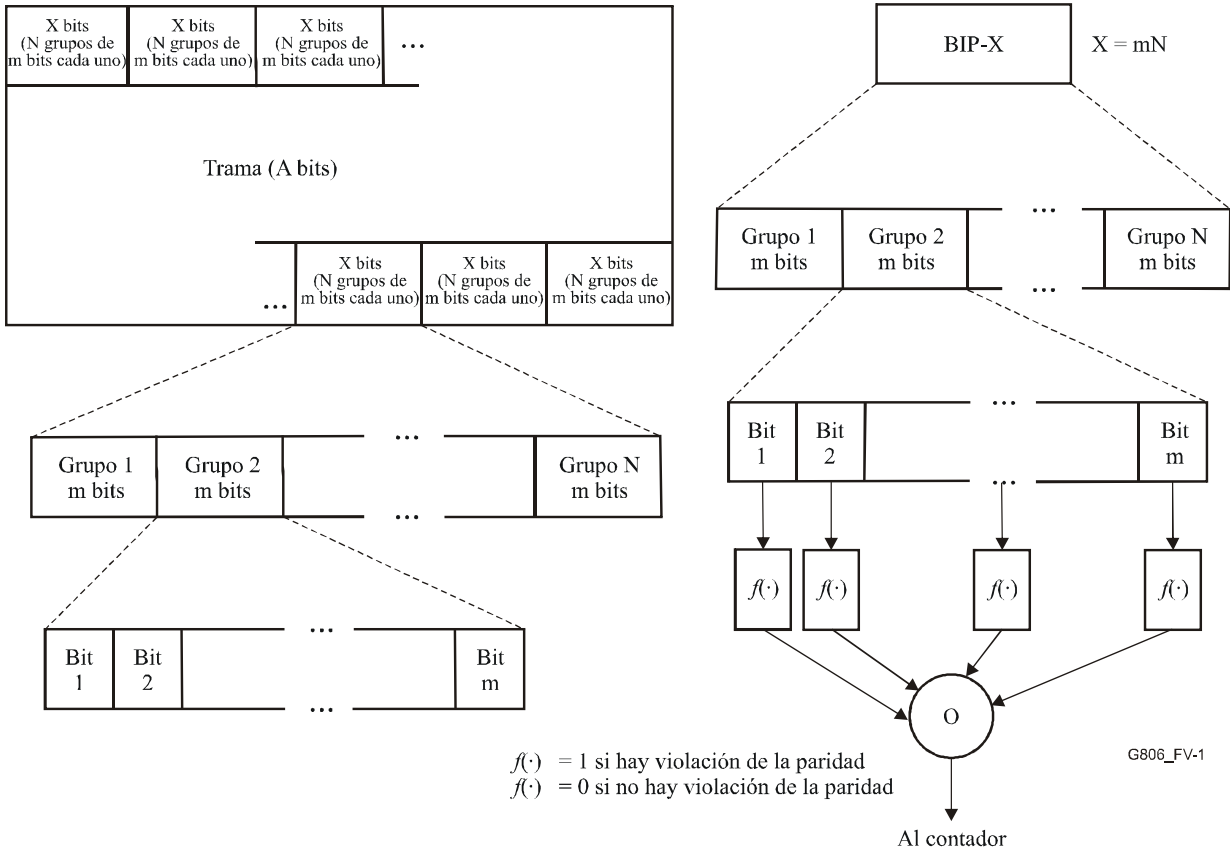 X bits
(N grupos de
m bits cada uno)
X bits
(N grupos de
m bits cada uno)
X bits
(N grupos de
m bits cada uno)
...
Trama (A bits)
...
X bits
(N grupos de
m bits cada uno)
X bits
(N grupos de
m bits cada uno)
X bits
(N grupos de
m bits cada uno)
Grupo 1
m bits
Grupo 2
m bits
...
...
Grupo N
m bits
Bit
1
Bit
2
...
...
Bit
m
BIP-X
X = mN
Grupo 1
m bits
Grupo 2
m bits
...
...
Grupo N
m bits
Bit
1
Bit
2
...
...
Bit
m
f(·)
f(·)
f(·)
f(·)
O
f(·) = 1 si hay violación de la paridad
f(·) = 0 si no hay violación de la paridad
G806_FV-1
Al contador